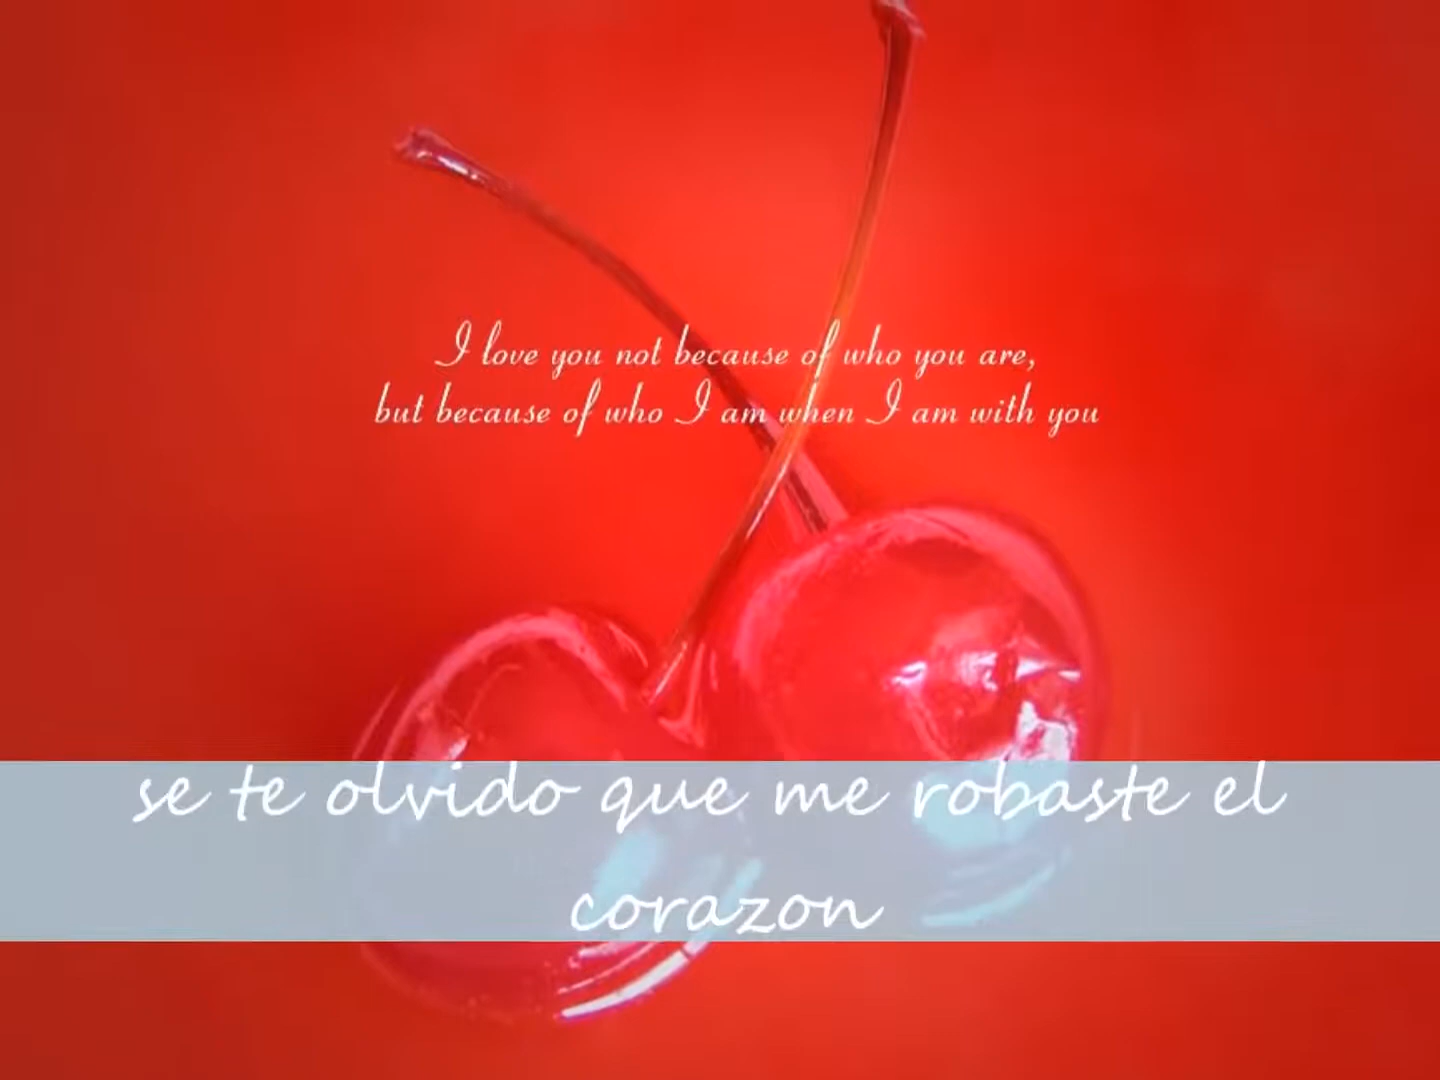 I love you not because of who you are,
but because of who I am when I am with you
se te olvido que me robaste el
corazon